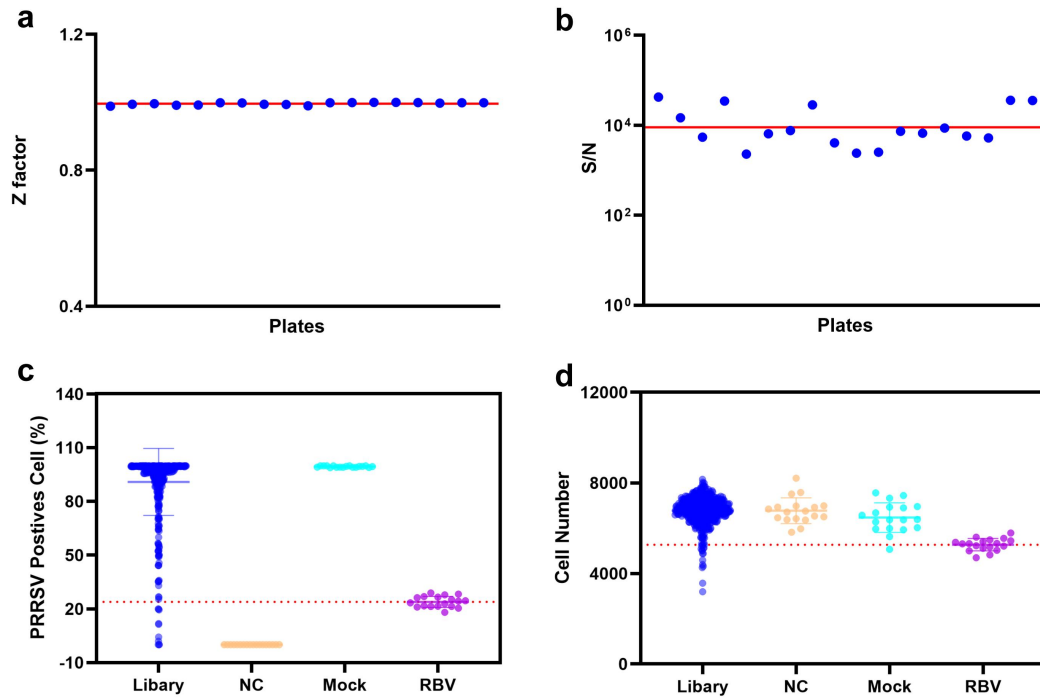 a
1.2
0.8
0.4
Z factor
Plates
b
10⁶
10⁴
10²
10⁰
S/N
Plates
c
140
110
80
50
20
-10
PRRSV Postives Cell (%)
Libary NC Mock RBV
d
12000
8000
4000
0
Cell Number
Libary NC Mock RBV